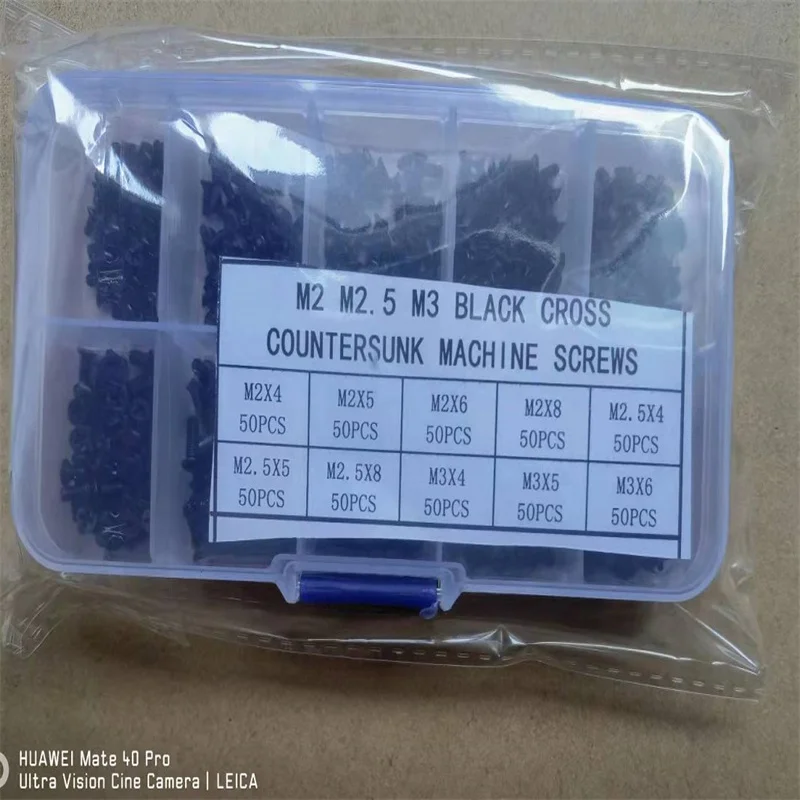 M2 M2.5 M3 BLACK CROSS
COUNTERSUNK MACHINE SCREWS
M2X4 M2X5 M2X6 M2X8 M2.5X4
50PCS 50PCS 50PCS 50PCS 50PCS
M2.5X5 M2.5X8 M3X4 M3X5 M3X6
50PCS 50PCS 50PCS 50PCS 50PCS
HUAWEI Mate 40 Pro
Ultra Vision Cine Camera | LEICA